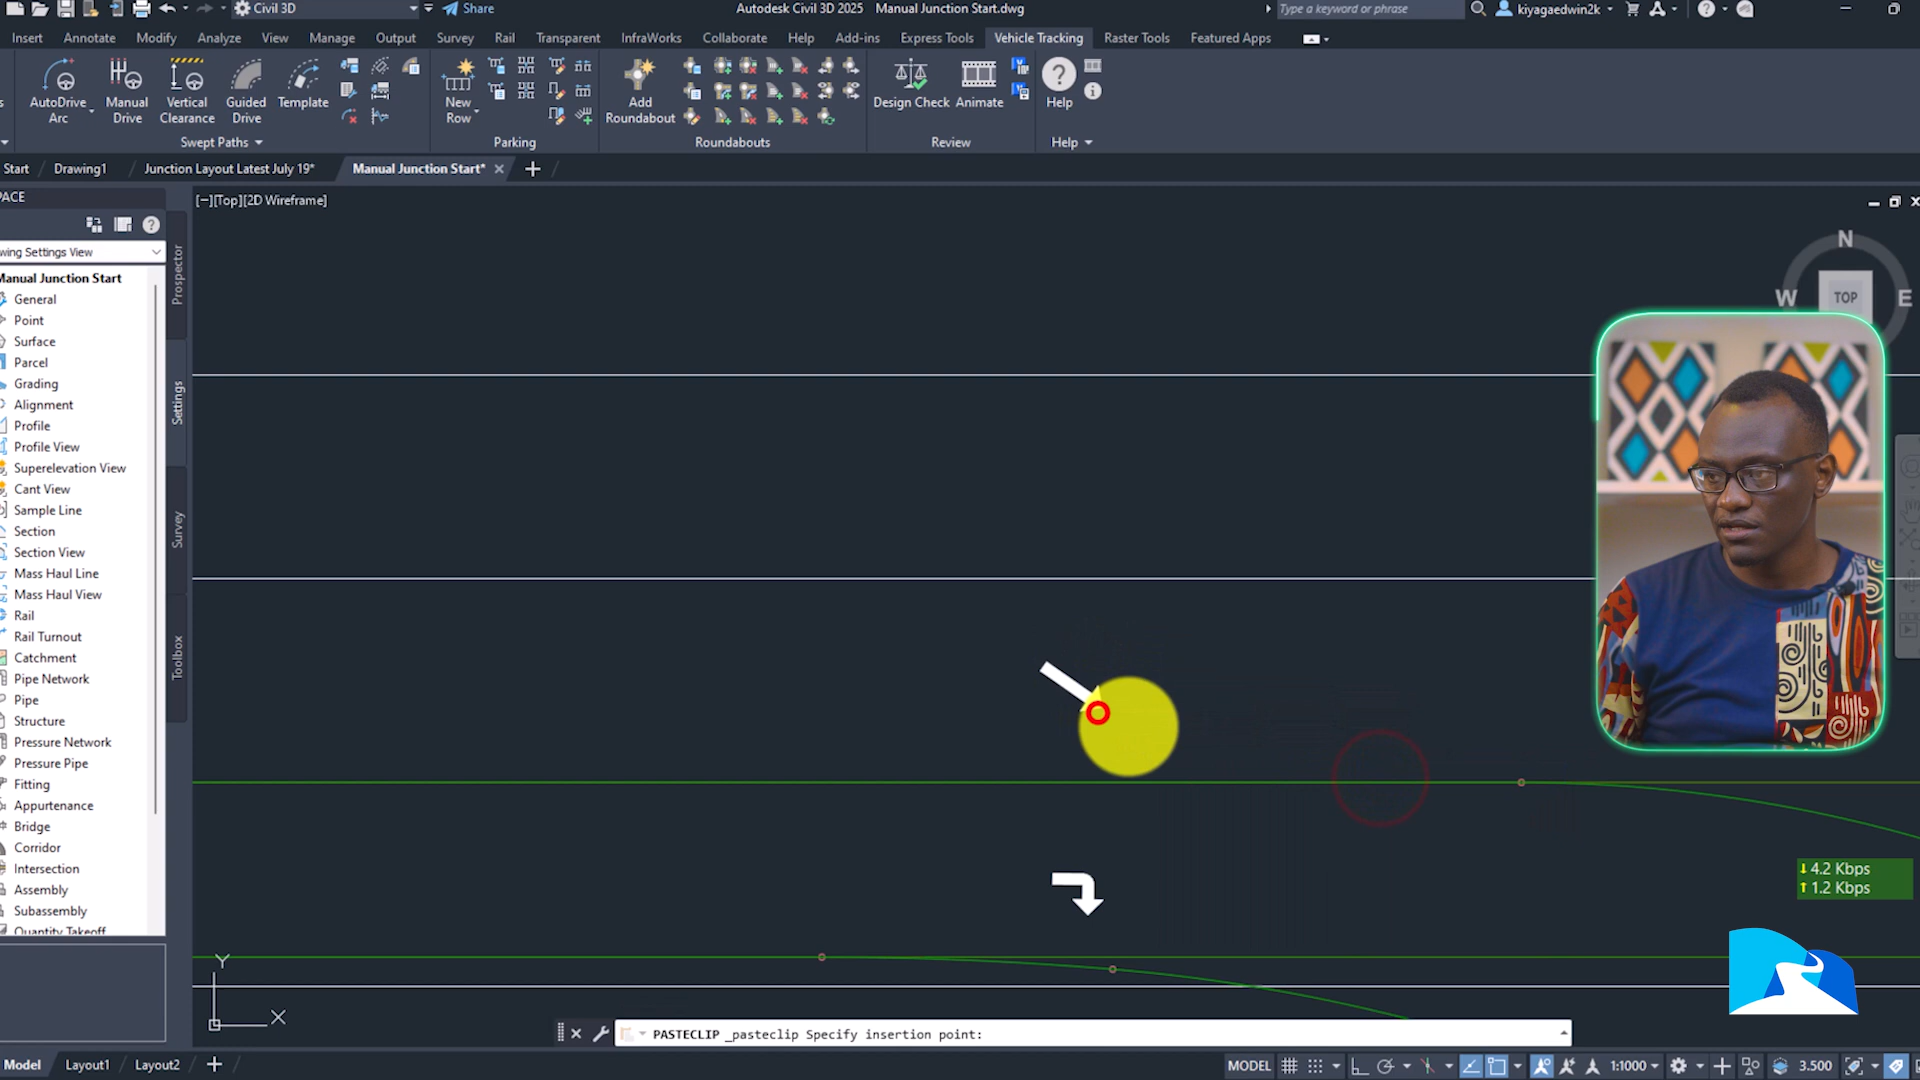 Civil 3D
Share
Autodesk Civil 3D 2025 Manual Junction Start.dwg
Type a keyword or phrase
kiyagaedwin2k
Insert Annotate Modify Analyze View Manage Output Survey Rail Transparent InfraWorks Collaborate Help Add-ins Express Tools Vehicle Tracking Raster Tools Featured Apps
AutoDrive Arc
Manual Drive
Vertical Clearance
Guided Drive
Template
New Row
Add Roundabout
Design Check
Animate
Help
Swept Paths
Parking
Roundabouts
Review
Help
Start
Drawing1
Junction Layout Latest July 19*
Manual Junction Start*
PACE
wing Settings View
Manual Junction Start
General
Point
Surface
Parcel
Grading
Alignment
Profile
Profile View
Superelevation View
Cant View
Sample Line
Section
Section View
Mass Haul Line
Mass Haul View
Rail
Rail Turnout
Catchment
Pipe Network
Pipe
Structure
Pressure Network
Pressure Pipe
Fitting
Appurtenance
Bridge
Corridor
Intersection
Assembly
Subassembly
Quantity Takeoff
Prospector
Settings
Survey
Toolbox
[−][Top][2D Wireframe]
N
W
TOP
E
4.2 Kbps
1.2 Kbps
Y
X
PASTECLIP _pasteclip Specify insertion point:
Model
Layout1
Layout2
MODEL
1:1000
3.500